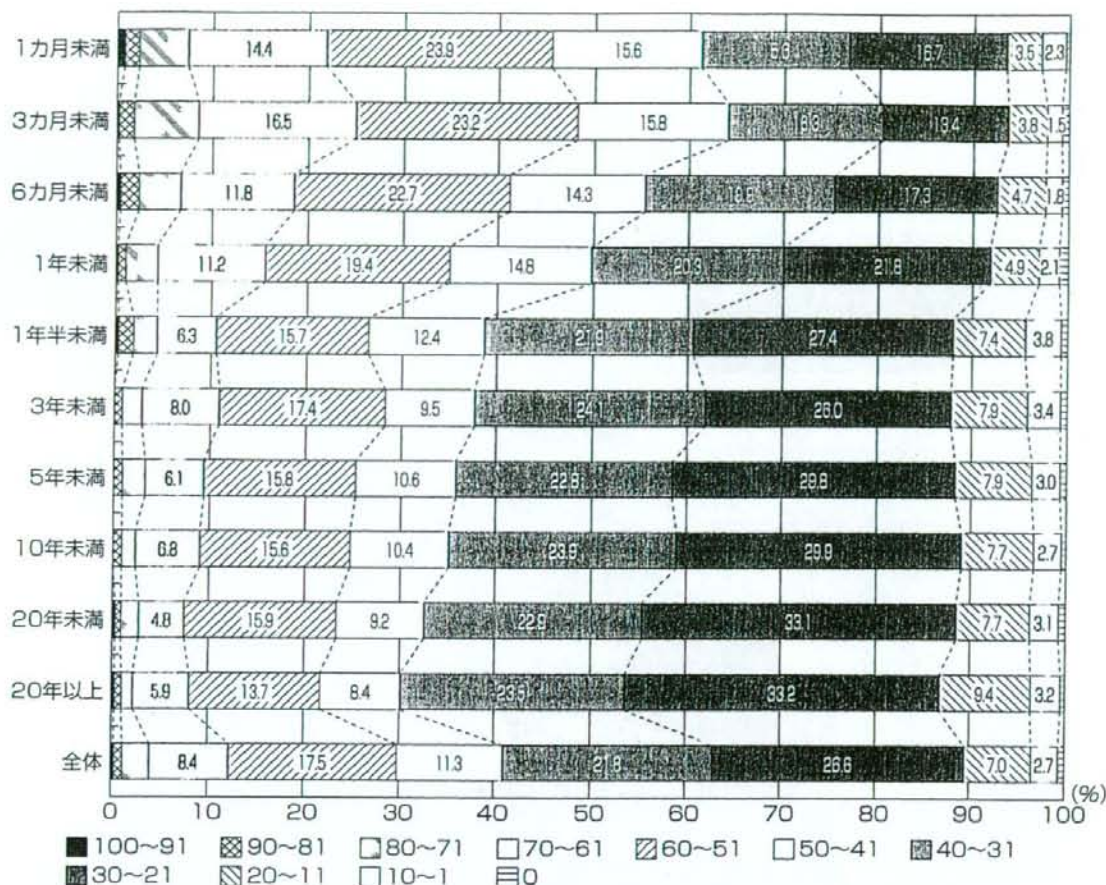 1カ月未満 14.4 23.9 15.6 16.7 3.5 2.3
3カ月未満 16.5 23.2 15.8 13.4 3.8 1.5
6カ月未満 11.8 22.7 14.3 17.3 4.7 1.8
1年未満 11.2 19.4 14.8 20.3 21.8 4.9 2.1
1年半未満 6.3 15.7 12.4 21.9 27.4 7.4 3.8
3年未満 8.0 17.4 9.5 24.1 26.0 7.9 3.4
5年未満 6.1 15.8 10.6 22.8 29.8 7.9 3.0
10年未満 6.8 15.6 10.4 23.9 29.9 7.7 2.7
20年未満 4.8 15.9 9.2 22.9 33.1 7.7 3.1
20年以上 5.9 13.7 8.4 23.5 33.2 9.4 3.2
全体 8.4 17.5 11.3 21.8 26.6 7.0 2.7
0 10 20 30 40 50 60 70 80 90 100 (%)
100〜91 90〜81 80〜71 70〜61 60〜51 50〜41 40〜31
30〜21 20〜11 10〜1 0